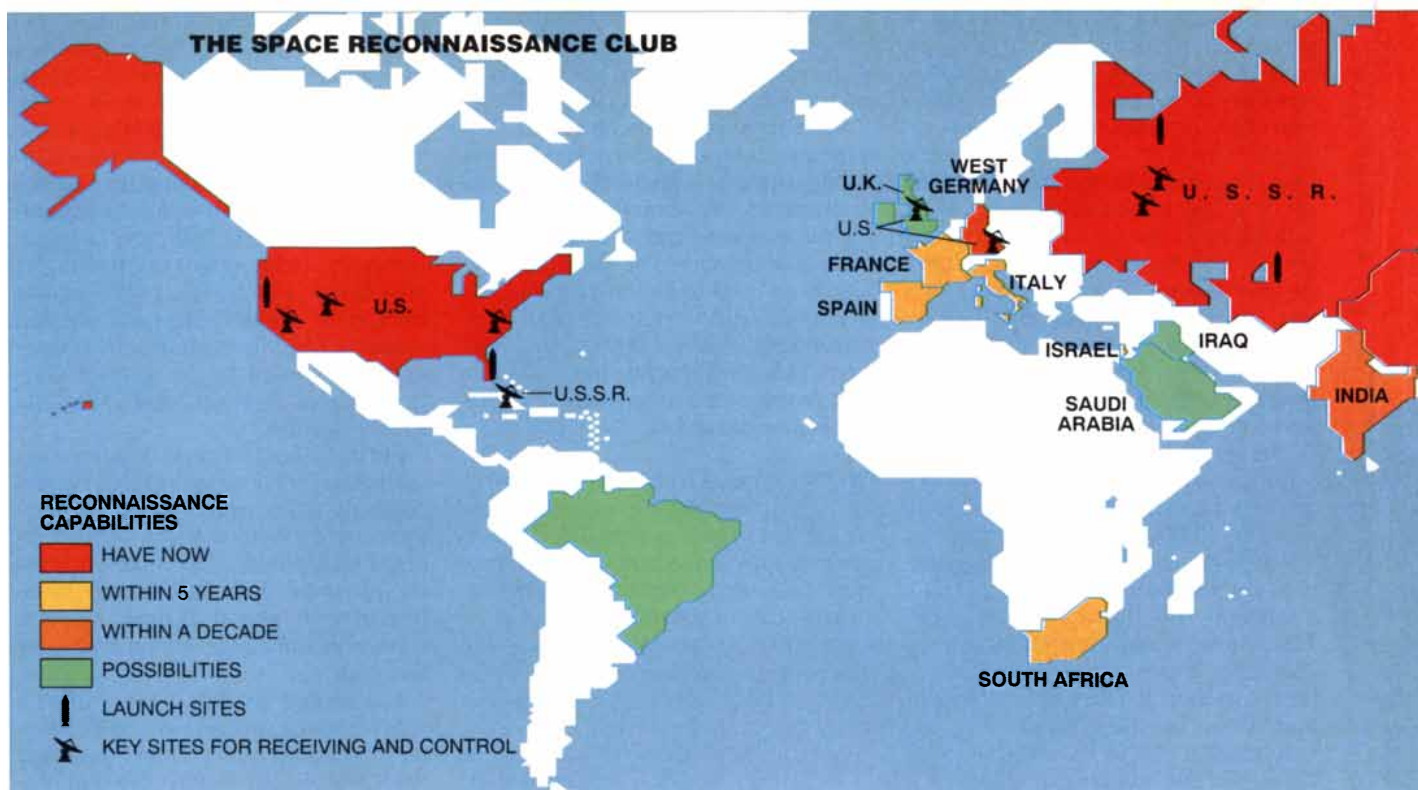 THE SPACE RECONNAISSANCE CLUB
WEST
GERMANY
U.K.
U.S.
U. S. S. R.
FRANCE
ITALY
SPAIN
U.S.
ISRAEL
IRAQ
U.S.S.R.
SAUDI
ARABIA
INDIA
RECONNAISSANCE
CAPABILITIES
HAVE NOW
WITHIN 5 YEARS
WITHIN A DECADE
POSSIBILITIES
LAUNCH SITES
KEY SITES FOR RECEIVING AND CONTROL
SOUTH AFRICA